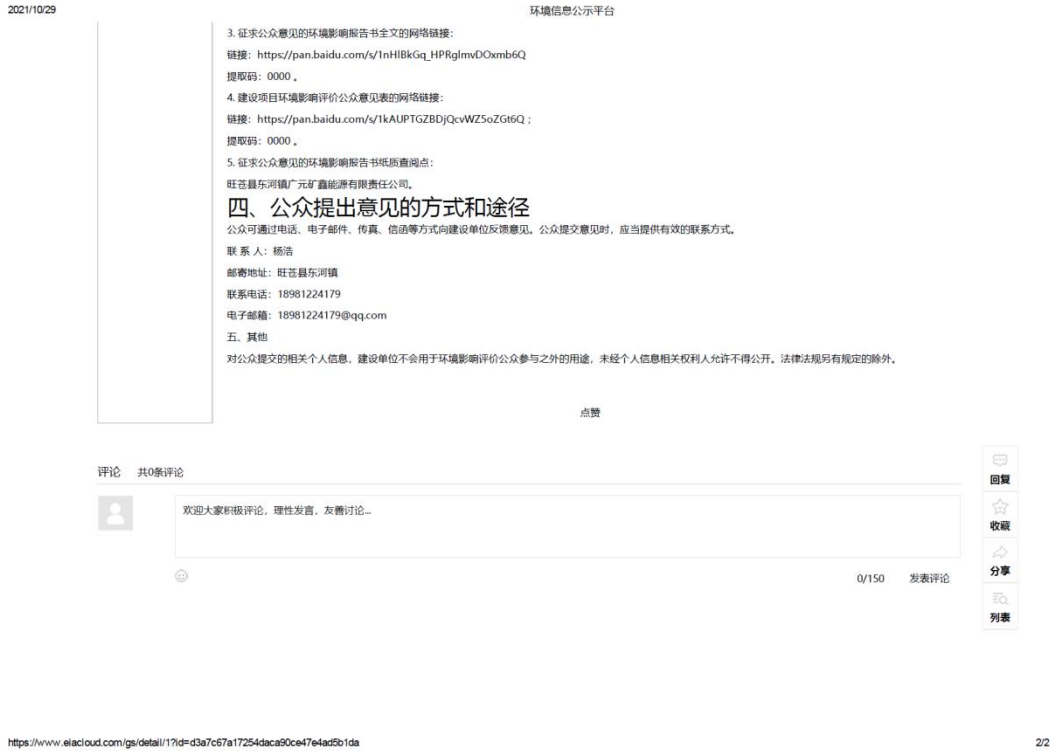 2021/10/29
环境信息公示平台
3. 征求公众意见的环境影响报告书全文的网络链接：
链接：https://pan.baidu.com/s/1nHlBkGq_HPRglmvDOxmb6Q
提取码：0000 。
4. 建设项目环境影响评价公众意见表的网络链接：
链接：https://pan.baidu.com/s/1kAUPTGZBDjQcvWZ5oZGt6Q；
提取码：0000 。
5. 征求公众意见的环境影响报告书纸质查阅点：
旺苍县东河镇广元矿鑫能源有限责任公司。
四、公众提出意见的方式和途径
公众可通过电话、电子邮件、传真、信函等方式向建设单位反馈意见。公众提交意见时，应当提供有效的联系方式。
联 系 人：杨浩
邮寄地址：旺苍县东河镇
联系电话：18981224179
电子邮箱：18981224179@qq.com
五、其他
对公众提交的相关个人信息，建设单位不会用于环境影响评价公众参与之外的用途，未经个人信息相关权利人允许不得公开。法律法规另有规定的除外。
点赞
评论 共0条评论
欢迎大家积极评论，理性发言，友善讨论...
0/150 发表评论
回复
收藏
分享
列表
https://www.eiacloud.com/gs/detail/1?id=d3a7c67a17254daca90ce47e4ad5b1da
2/2